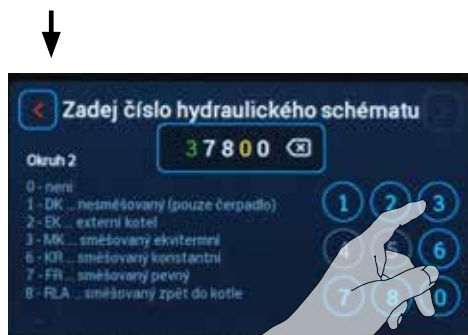 Zadej číslo hydraulického schématu
37800
Okruh 2
0 - není
1 - DK ... nesměšovaný (pouze čerpadlo)
2 - EK ... externí kotel
3 - MK ... směšovaný ekvitermní
6 - KR ... směšovaný konstantní
7 - FR ... směšovaný pevný
8 - RLA ... směšovaný zpět do kotle
1 2 3
4 5 6
7 8 0